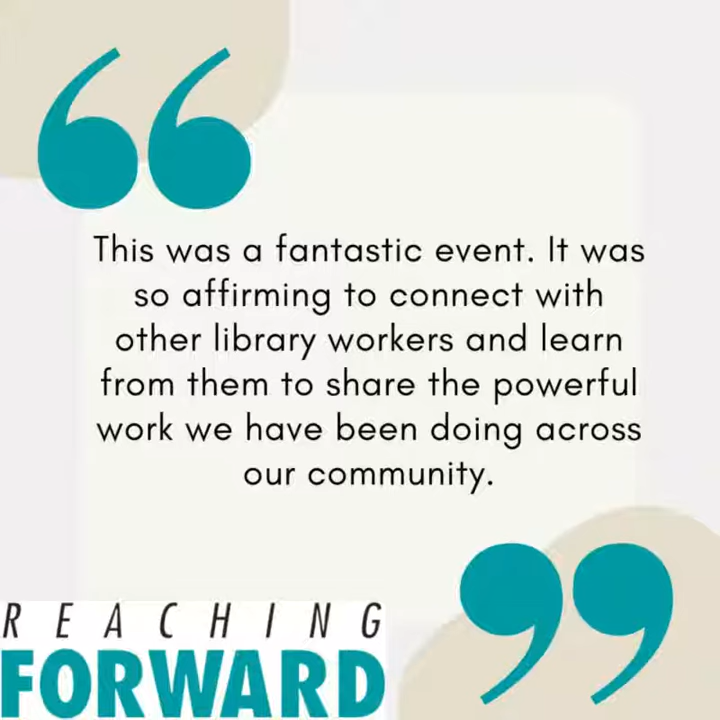 This was a fantastic event. It was
so affirming to connect with
other library workers and learn
from them to share the powerful
work we have been doing across
our community.
REACHING
FORWARD